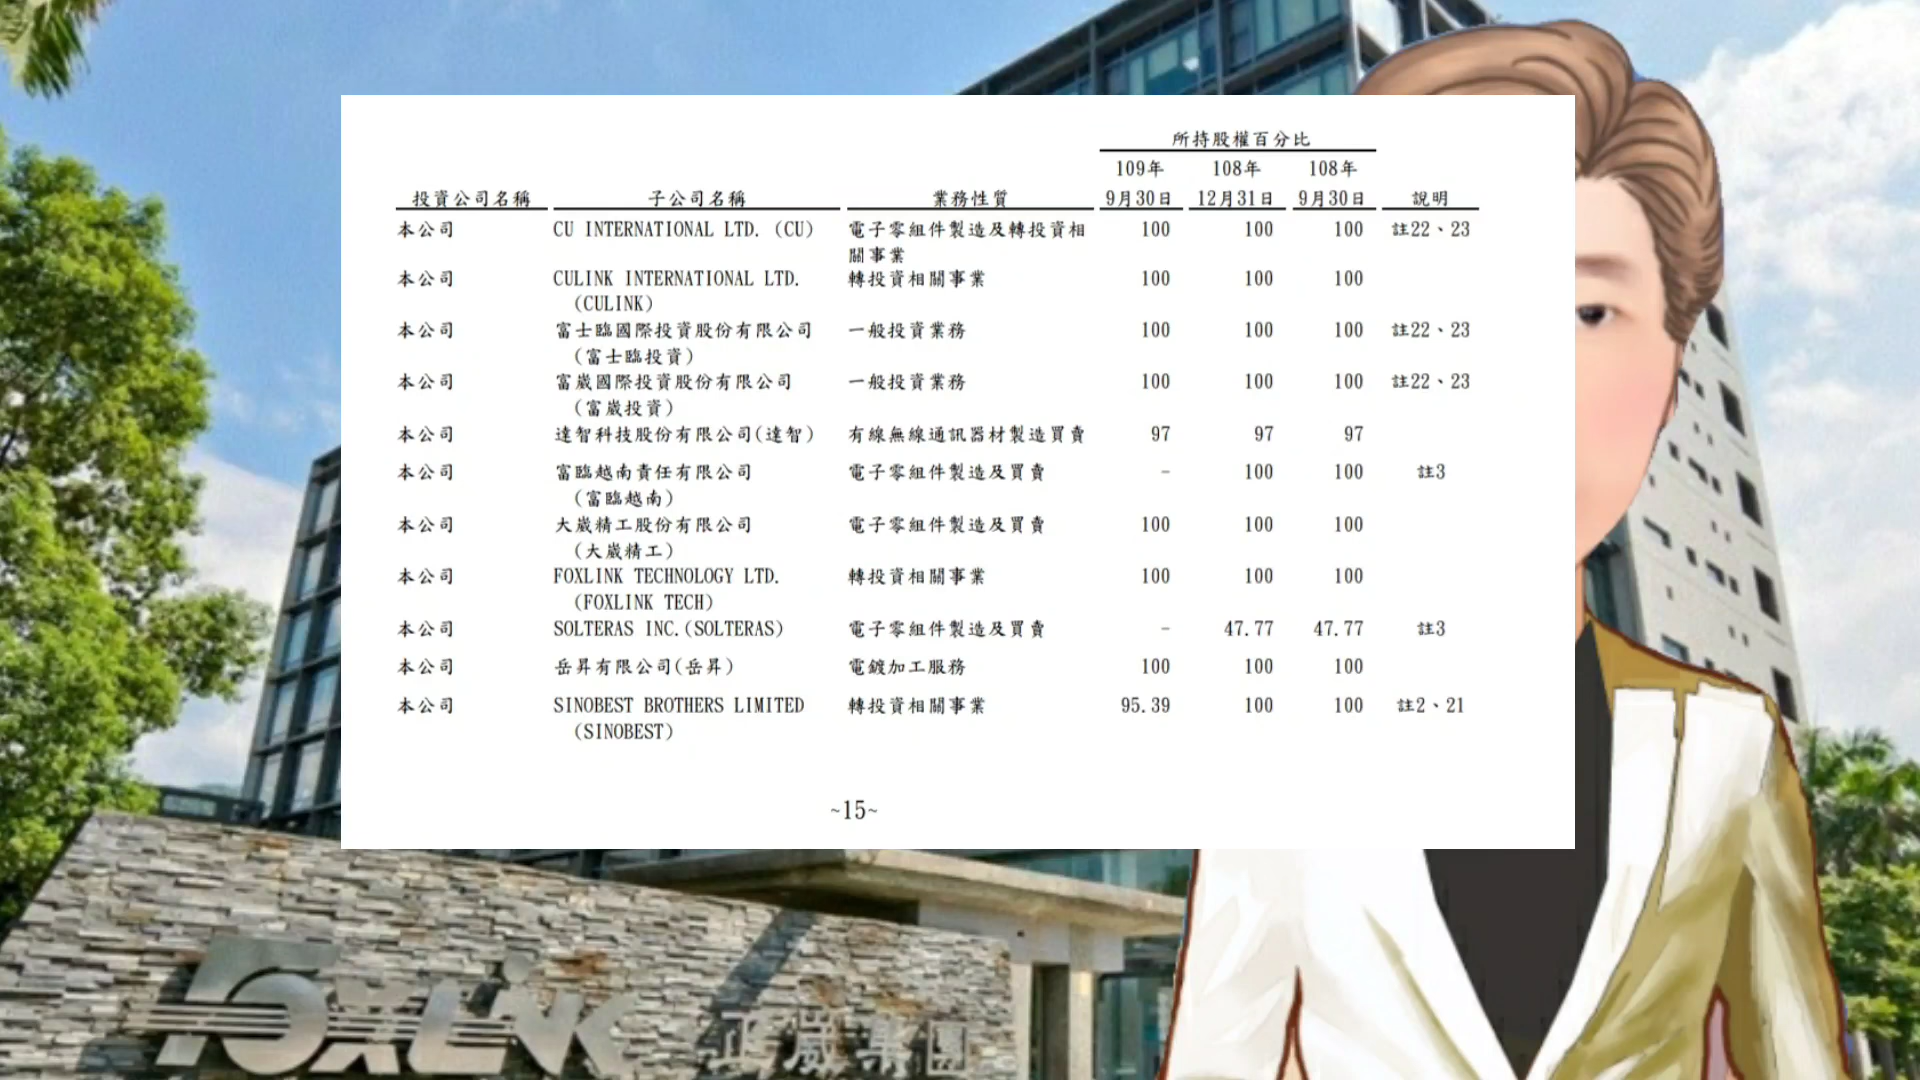 所持股權百分比
109年 108年 108年
投資公司名稱 子公司名稱 業務性質 9月30日 12月31日 9月30日 說明
本公司 CU INTERNATIONAL LTD. (CU) 電子零組件製造及轉投資相 100 100 100 註22、23
關事業
本公司 CULINK INTERNATIONAL LTD. 轉投資相關事業 100 100 100
(CULINK)
本公司 富士臨國際投資股份有限公司 一般投資業務 100 100 100 註22、23
(富士臨投資)
本公司 富崴國際投資股份有限公司 一般投資業務 100 100 100 註22、23
(富崴投資)
本公司 達智科技股份有限公司(達智) 有線無線通訊器材製造買賣 97 97 97
本公司 富臨越南責任有限公司 電子零組件製造及買賣 - 100 100 註3
(富臨越南)
本公司 大崴精工股份有限公司 電子零組件製造及買賣 100 100 100
(大崴精工)
本公司 FOXLINK TECHNOLOGY LTD. 轉投資相關事業 100 100 100
(FOXLINK TECH)
本公司 SOLTERAS INC.(SOLTERAS) 電子零組件製造及買賣 - 47.77 47.77 註3
本公司 岳昇有限公司(岳昇) 電鍍加工服務 100 100 100
本公司 SINOBEST BROTHERS LIMITED 轉投資相關事業 95.39 100 100 註2、21
(SINOBEST)
~15~
FOXLINK 正崴集團